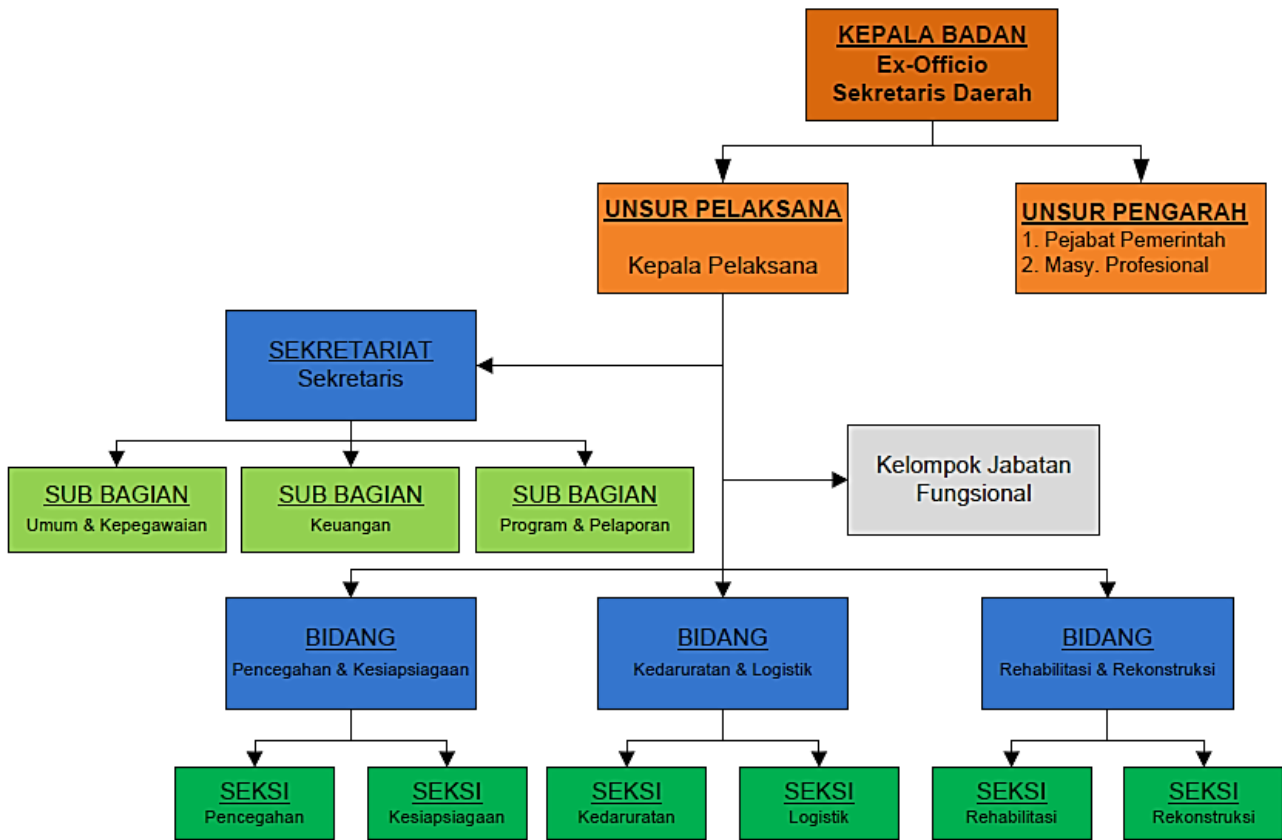 KEPALA BADAN
Ex-Officio
Sekretaris Daerah
UNSUR PELAKSANA
Kepala Pelaksana
UNSUR PENGARAH
1. Pejabat Pemerintah
2. Masy. Profesional
SEKRETARIAT
Sekretaris
Kelompok Jabatan
Fungsional
SUB BAGIAN
Umum & Kepegawaian
SUB BAGIAN
Keuangan
SUB BAGIAN
Program & Pelaporan
BIDANG
Pencegahan & Kesiapsiagaan
BIDANG
Kedaruratan & Logistik
BIDANG
Rehabilitasi & Rekonstruksi
SEKSI
Pencegahan
SEKSI
Kesiapsiagaan
SEKSI
Kedaruratan
SEKSI
Logistik
SEKSI
Rehabilitasi
SEKSI
Rekonstruksi